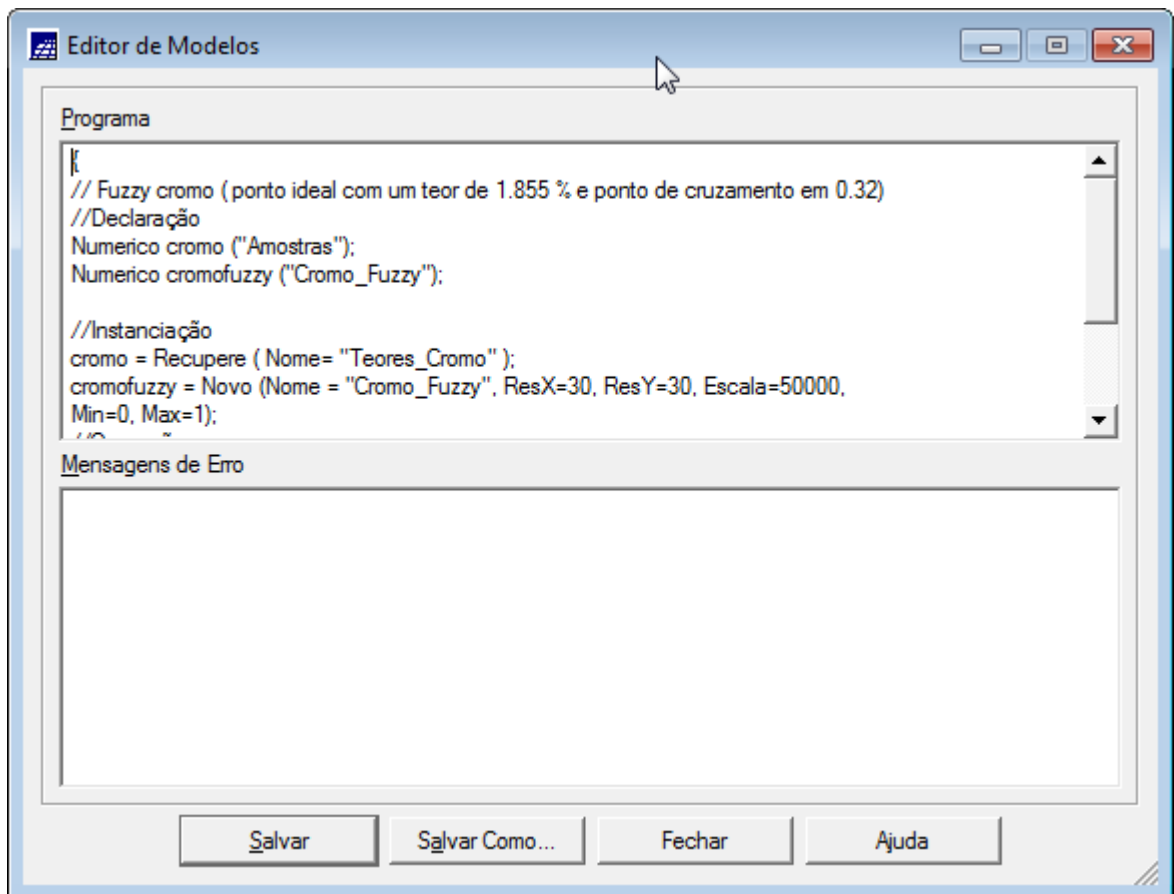 Editor de Modelos
Programa
{
// Fuzzy cromo ( ponto ideal com um teor de 1.855 % e ponto de cruzamento em 0.32)
//Declaração
Numerico cromo ("Amostras");
Numerico cromofuzzy ("Cromo_Fuzzy");
//Instanciação
cromo = Recupere ( Nome= "Teores_Cromo" );
cromofuzzy = Novo (Nome = "Cromo_Fuzzy", ResX=30, ResY=30, Escala=50000,
Min=0, Max=1);
Mensagens de Erro
Salvar
Salvar Como...
Fechar
Ajuda